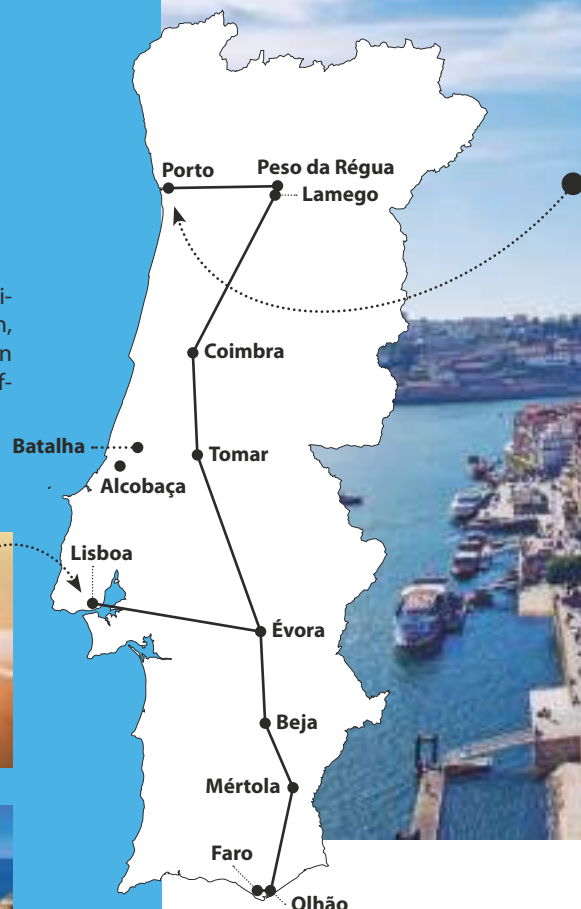 Porto
Peso da Régua
Lamego
i-
n,
n
f-
Coimbra
Batalha
Tomar
Alcobaça
Lisboa
Évora
Beja
Mértola
Faro
Olhão